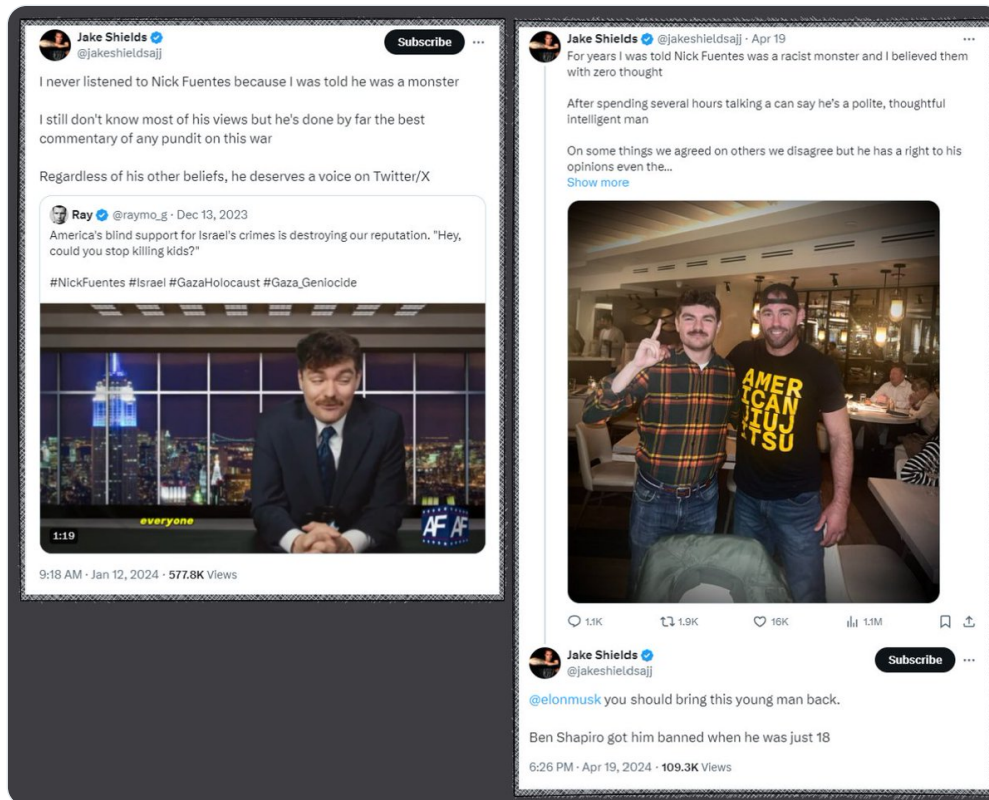 Jake Shields
@jakeshieldsajj
Subscribe
I never listened to Nick Fuentes because I was told he was a monster
I still don't know most of his views but he's done by far the best
commentary of any pundit on this war
Regardless of his other beliefs, he deserves a voice on Twitter/X
Ray @raymo_g · Dec 13, 2023
America's blind support for Israel's crimes is destroying our reputation. "Hey,
could you stop killing kids?"
#NickFuentes #Israel #GazaHolocaust #Gaza_Geniocide
everyone
AF AF
1:19
9:18 AM · Jan 12, 2024 · 577.8K Views
Jake Shields @jakeshieldsajj · Apr 19
For years I was told Nick Fuentes was a racist monster and I believed them
with zero thought
After spending several hours talking a can say he's a polite, thoughtful
intelligent man
On some things we agreed on others we disagree but he has a right to his
opinions even the...
Show more
AMER
ICAN
JIUJ
ITSU
1.1K 1.9K 16K 1.1M
Jake Shields
@jakeshieldsajj
Subscribe
@elonmusk you should bring this young man back.
Ben Shapiro got him banned when he was just 18
6:26 PM · Apr 19, 2024 · 109.3K Views